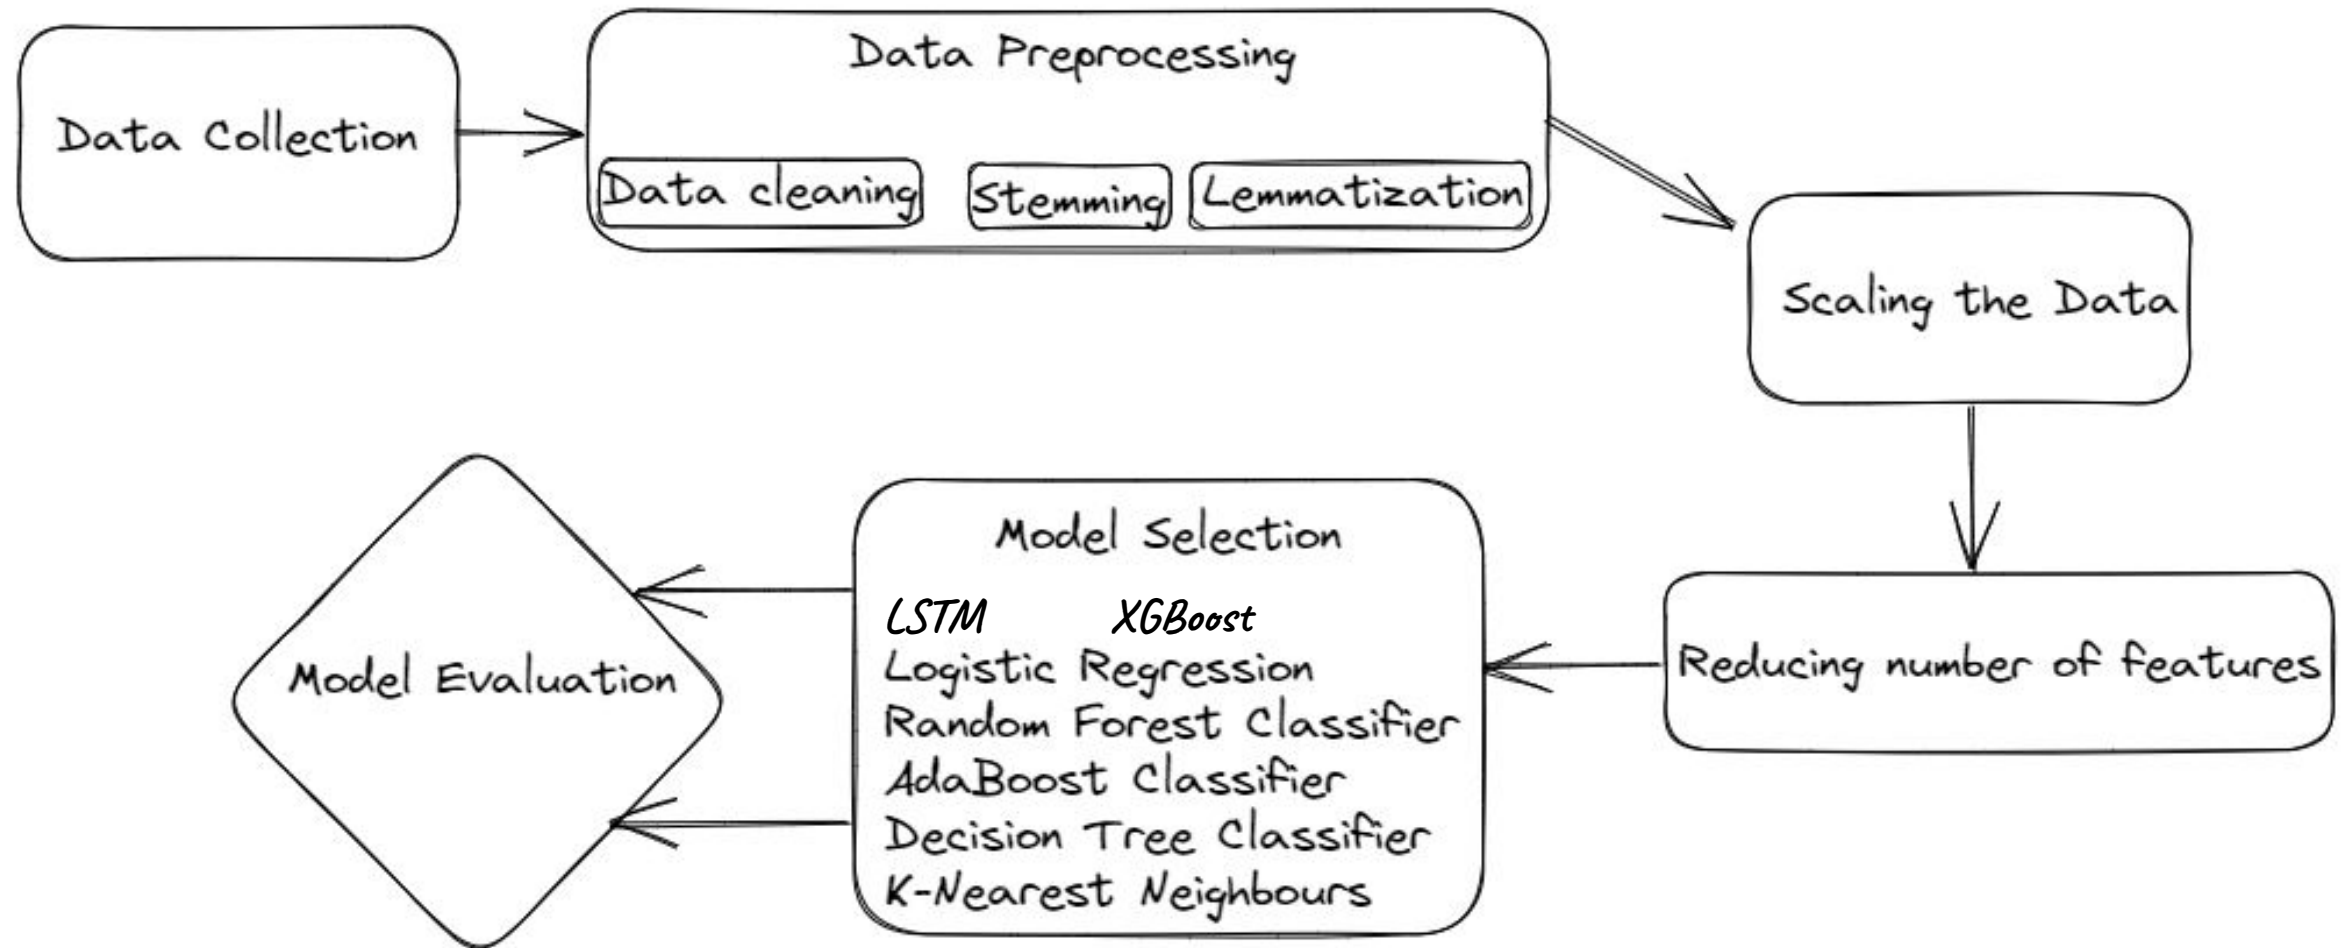 Data Collection
Data Preprocessing
Data cleaning
Stemming
Lemmatization
Scaling the Data
Reducing number of features
Model Selection
LSTM XGBoost
Logistic Regression
Random Forest Classifier
AdaBoost Classifier
Decision Tree Classifier
K-Nearest Neighbours
Model Evaluation